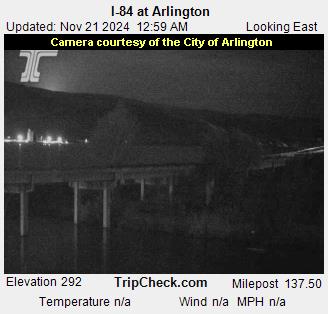 I-84 at Arlington
Updated: Nov 21 2024 12:59 AM Looking East
Camera courtesy of the City of Arlington
Elevation 292 TripCheck.com Milepost 137.50
Temperature n/a Wind n/a MPH n/a